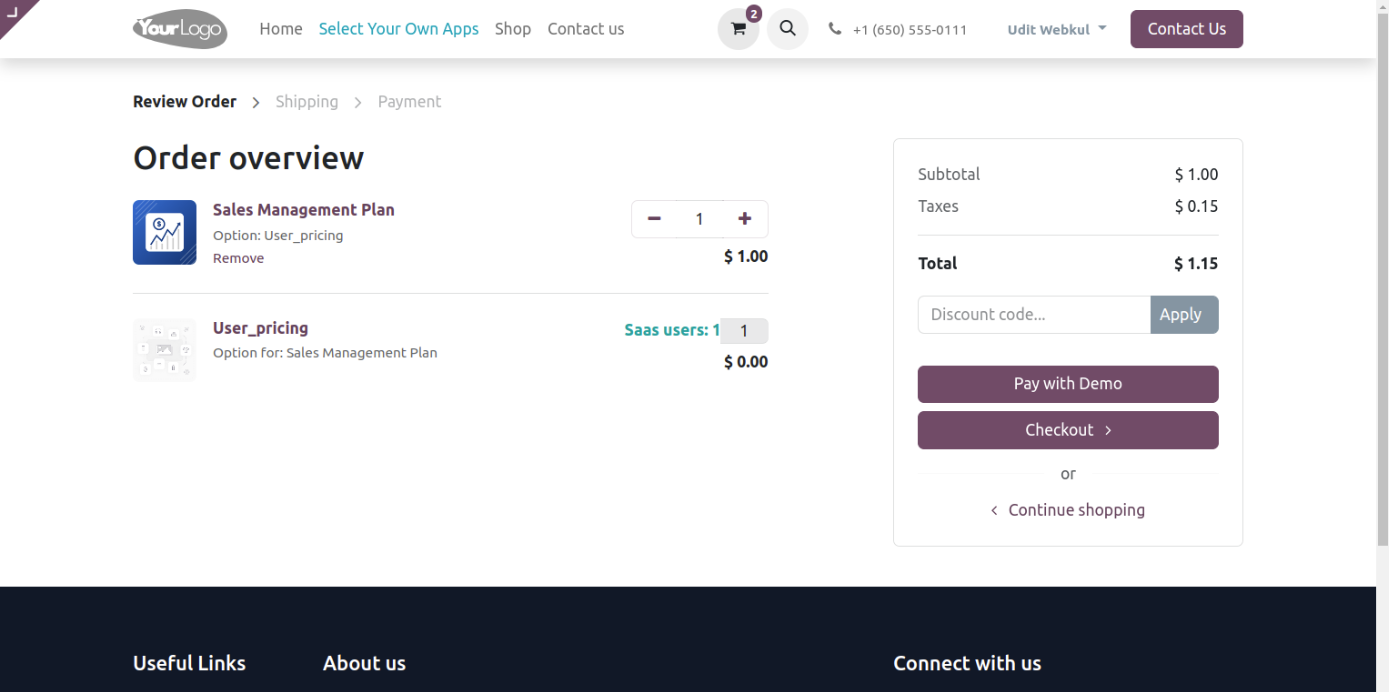 YourLogo
Home
Select Your Own Apps
Shop
Contact us
2
+1 (650) 555-0111
Udit Webkul
Contact Us
Review Order
Shipping
Payment
Order overview
Sales Management Plan
Option: User_pricing
Remove
1
$ 1.00
User_pricing
Option for: Sales Management Plan
Saas users: 1
1
$ 0.00
Subtotal $ 1.00
Taxes $ 0.15
Total $ 1.15
Discount code...
Apply
Pay with Demo
Checkout
or
Continue shopping
Useful Links
About us
Connect with us